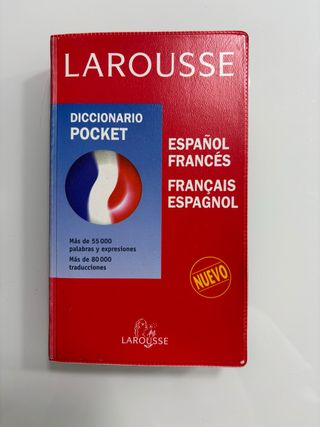 LAROUSSE
DICCIONARIO
POCKET
ESPAÑOL
FRANCÉS
FRANÇAIS
ESPAGNOL
Más de 55 000
palabras y expresiones
Más de 80 000
traducciones
NUEVO
LAROUSSE